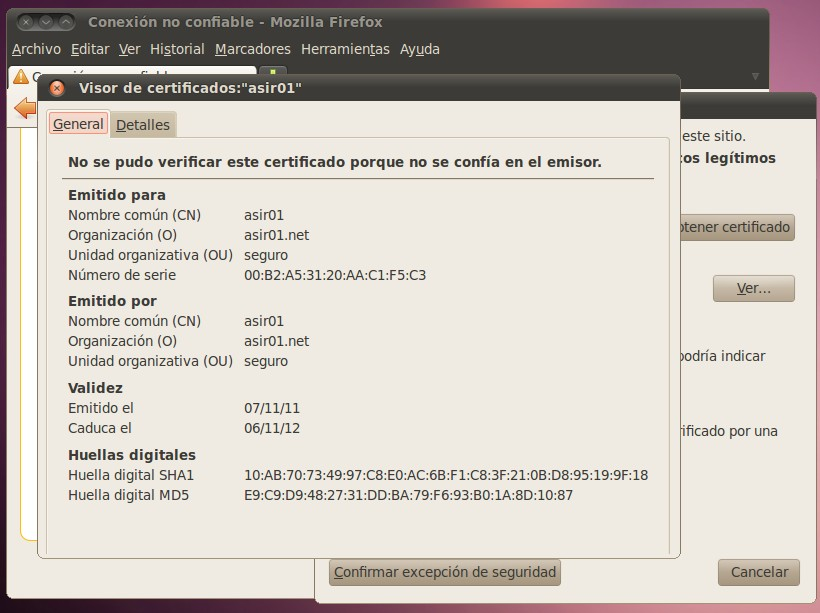 Conexión no confiable - Mozilla Firefox
Archivo Editar Ver Historial Marcadores Herramientas Ayuda
Visor de certificados:"asir01"
General Detalles
este sitio.
cos legítimos
No se pudo verificar este certificado porque no se confía en el emisor.
Emitido para
Nombre común (CN) asir01
Organización (O) asir01.net
Unidad organizativa (OU) seguro
Número de serie 00:B2:A5:31:20:AA:C1:F5:C3
btener certificado
Ver...
Emitido por
Nombre común (CN) asir01
Organización (O) asir01.net
Unidad organizativa (OU) seguro
podría indicar
Validez
Emitido el 07/11/11
Caduca el 06/11/12
rificado por una
Huellas digitales
Huella digital SHA1 10:AB:70:73:49:97:C8:E0:AC:6B:F1:C8:3F:21:0B:D8:95:19:9F:18
Huella digital MD5 E9:C9:D9:48:27:31:DD:BA:79:F6:93:B0:1A:8D:10:87
Confirmar excepción de seguridad Cancelar